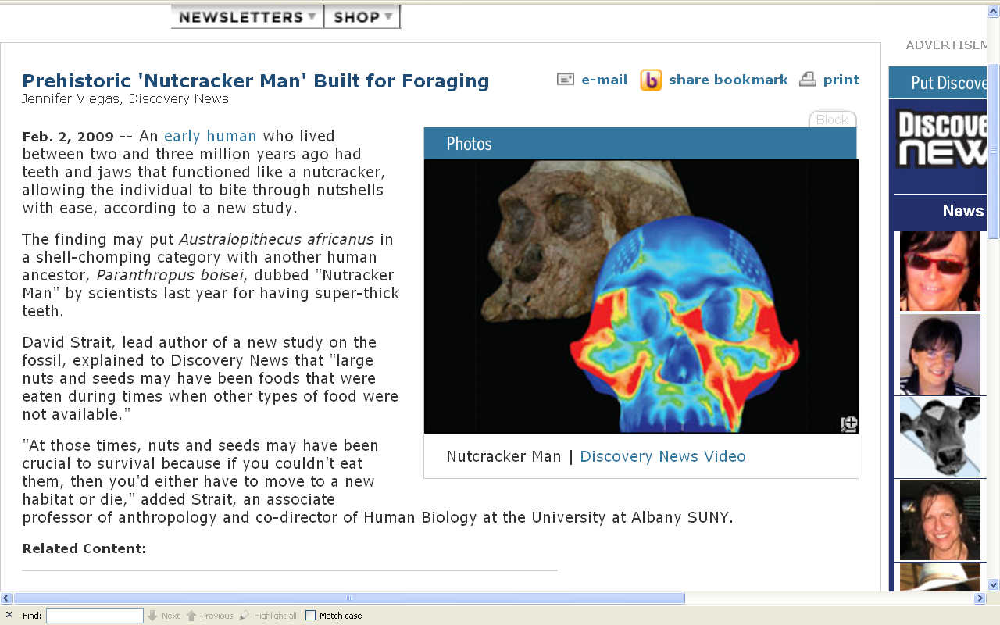 NEWSLETTERS SHOP
ADVERTISEM
Prehistoric 'Nutcracker Man' Built for Foraging
e-mail share bookmark print
Jennifer Viegas, Discovery News
Put Discove
Block
Photos
Feb. 2, 2009 -- An early human who lived
between two and three million years ago had
teeth and jaws that functioned like a nutcracker,
allowing the individual to bite through nutshells
with ease, according to a new study.
The finding may put Australopithecus africanus in
a shell-chomping category with another human
ancestor, Paranthropus boisei, dubbed "Nutracker
Man" by scientists last year for having super-thick
teeth.
David Strait, lead author of a new study on the
fossil, explained to Discovery News that "large
nuts and seeds may have been foods that were
eaten during times when other types of food were
not available."
"At those times, nuts and seeds may have been
crucial to survival because if you couldn't eat
them, then you'd either have to move to a new
habitat or die," added Strait, an associate
professor of anthropology and co-director of Human Biology at the University at Albany SUNY.
Nutcracker Man | Discovery News Video
Related Content:
DISCOVE
NEW
News
Find: Next Previous Highlight all Match case